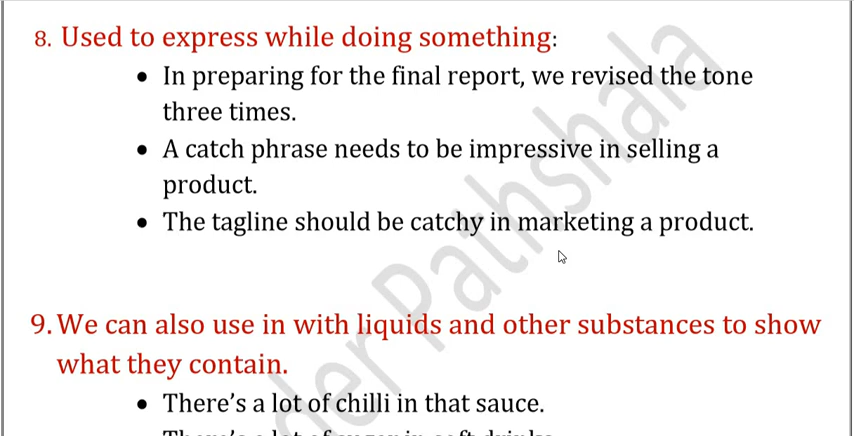 8. Used to express while doing something:
• In preparing for the final report, we revised the tone
three times.
• A catch phrase needs to be impressive in selling a
product.
• The tagline should be catchy in marketing a product.
9. We can also use in with liquids and other substances to show
what they contain.
• There's a lot of chilli in that sauce.
der Pathshala